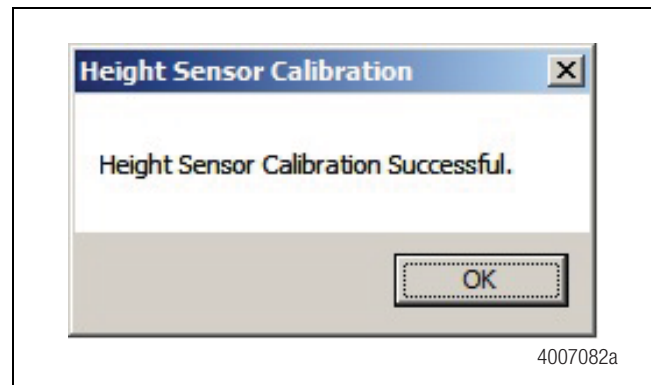 Height Sensor Calibration
Height Sensor Calibration Successful.
OK
4007082a